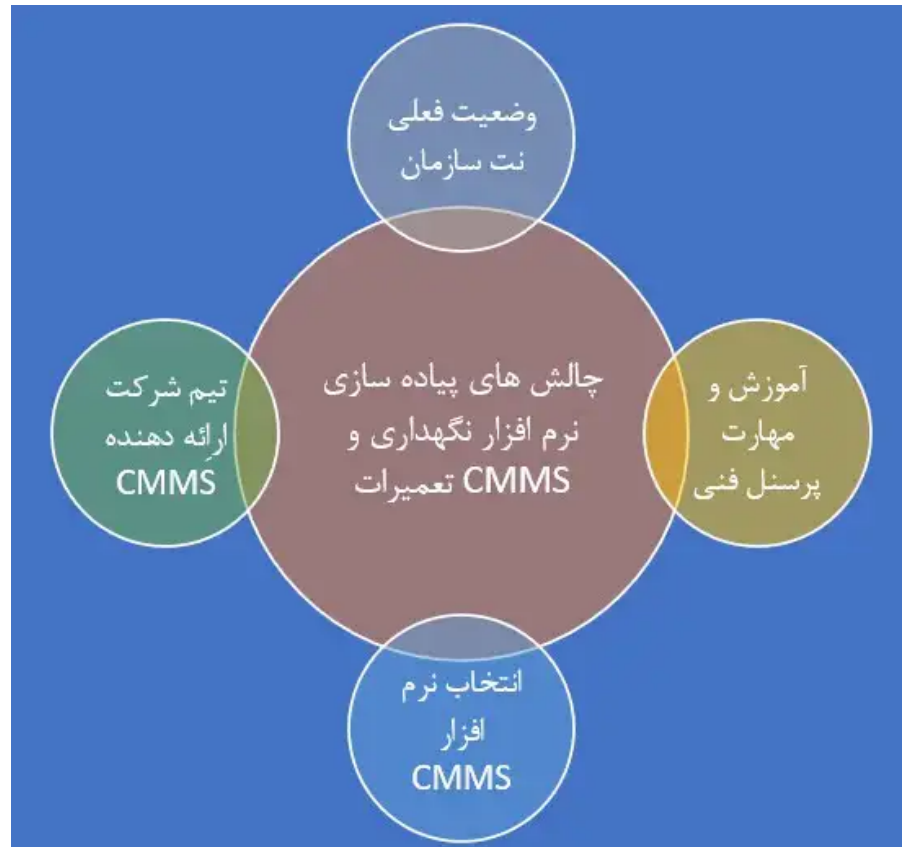 وضعیت فعلی
نت سازمان
چالش های پیاده سازی
نرم افزار نگهداری و
تعمیرات CMMS
آموزش و
مهارت
پرسنل فنی
تیم شرکت
ارائه دهنده
CMMS
انتخاب نرم
افزار
CMMS